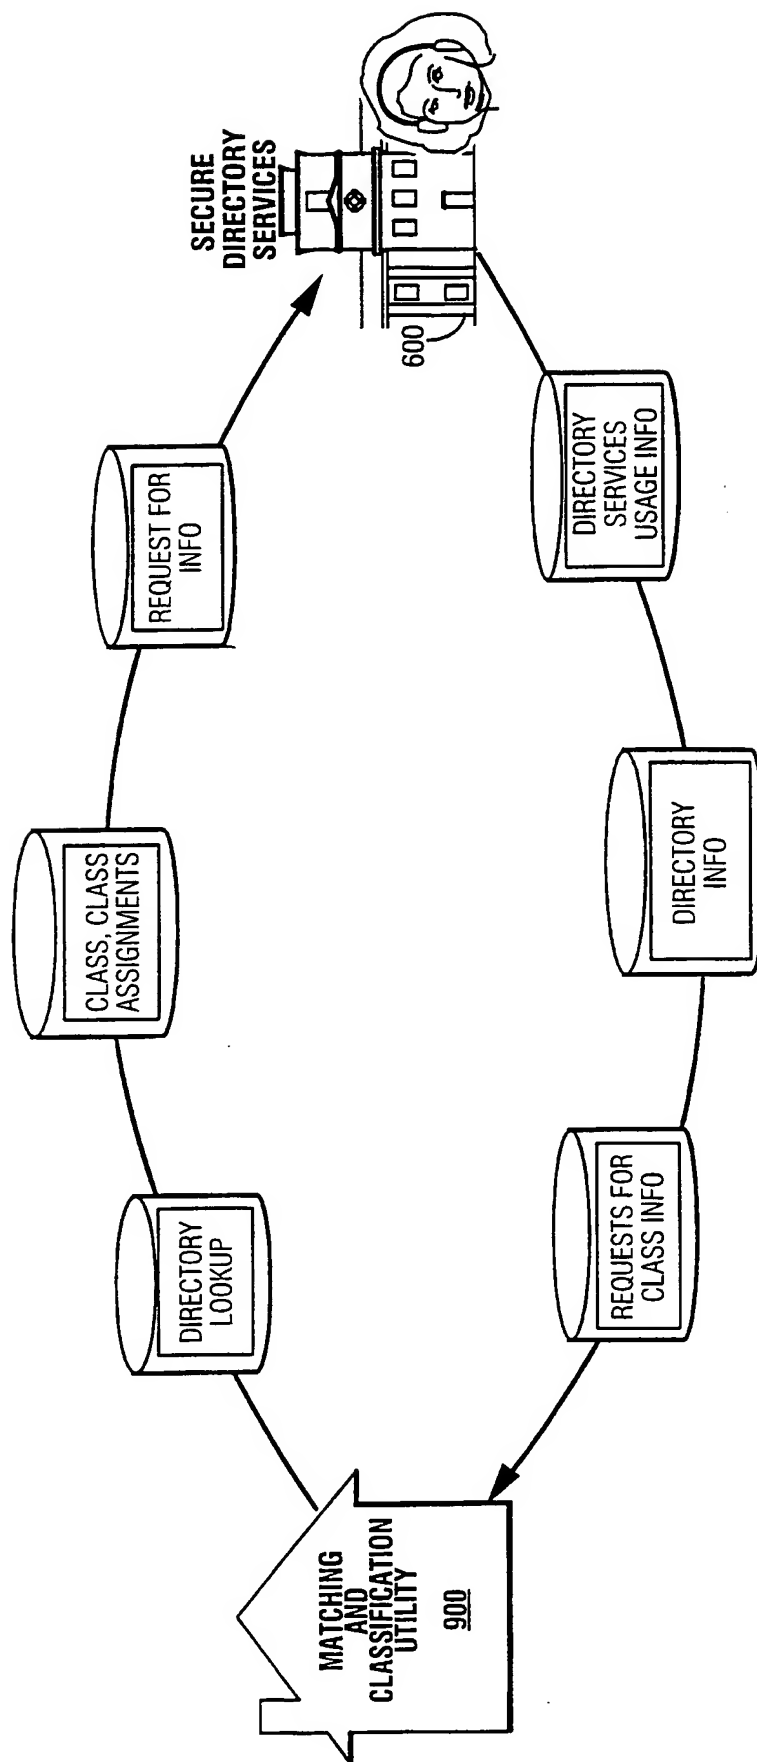 SECURE
DIRECTORY
SERVICES
600
REQUEST FOR
INFO
CLASS, CLASS
ASSIGNMENTS
DIRECTORY
LOOKUP
MATCHING
AND
CLASSIFICATION
UTILITY
900
REQUESTS FOR
CLASS INFO
DIRECTORY
INFO
DIRECTORY
SERVICES
USAGE INFO